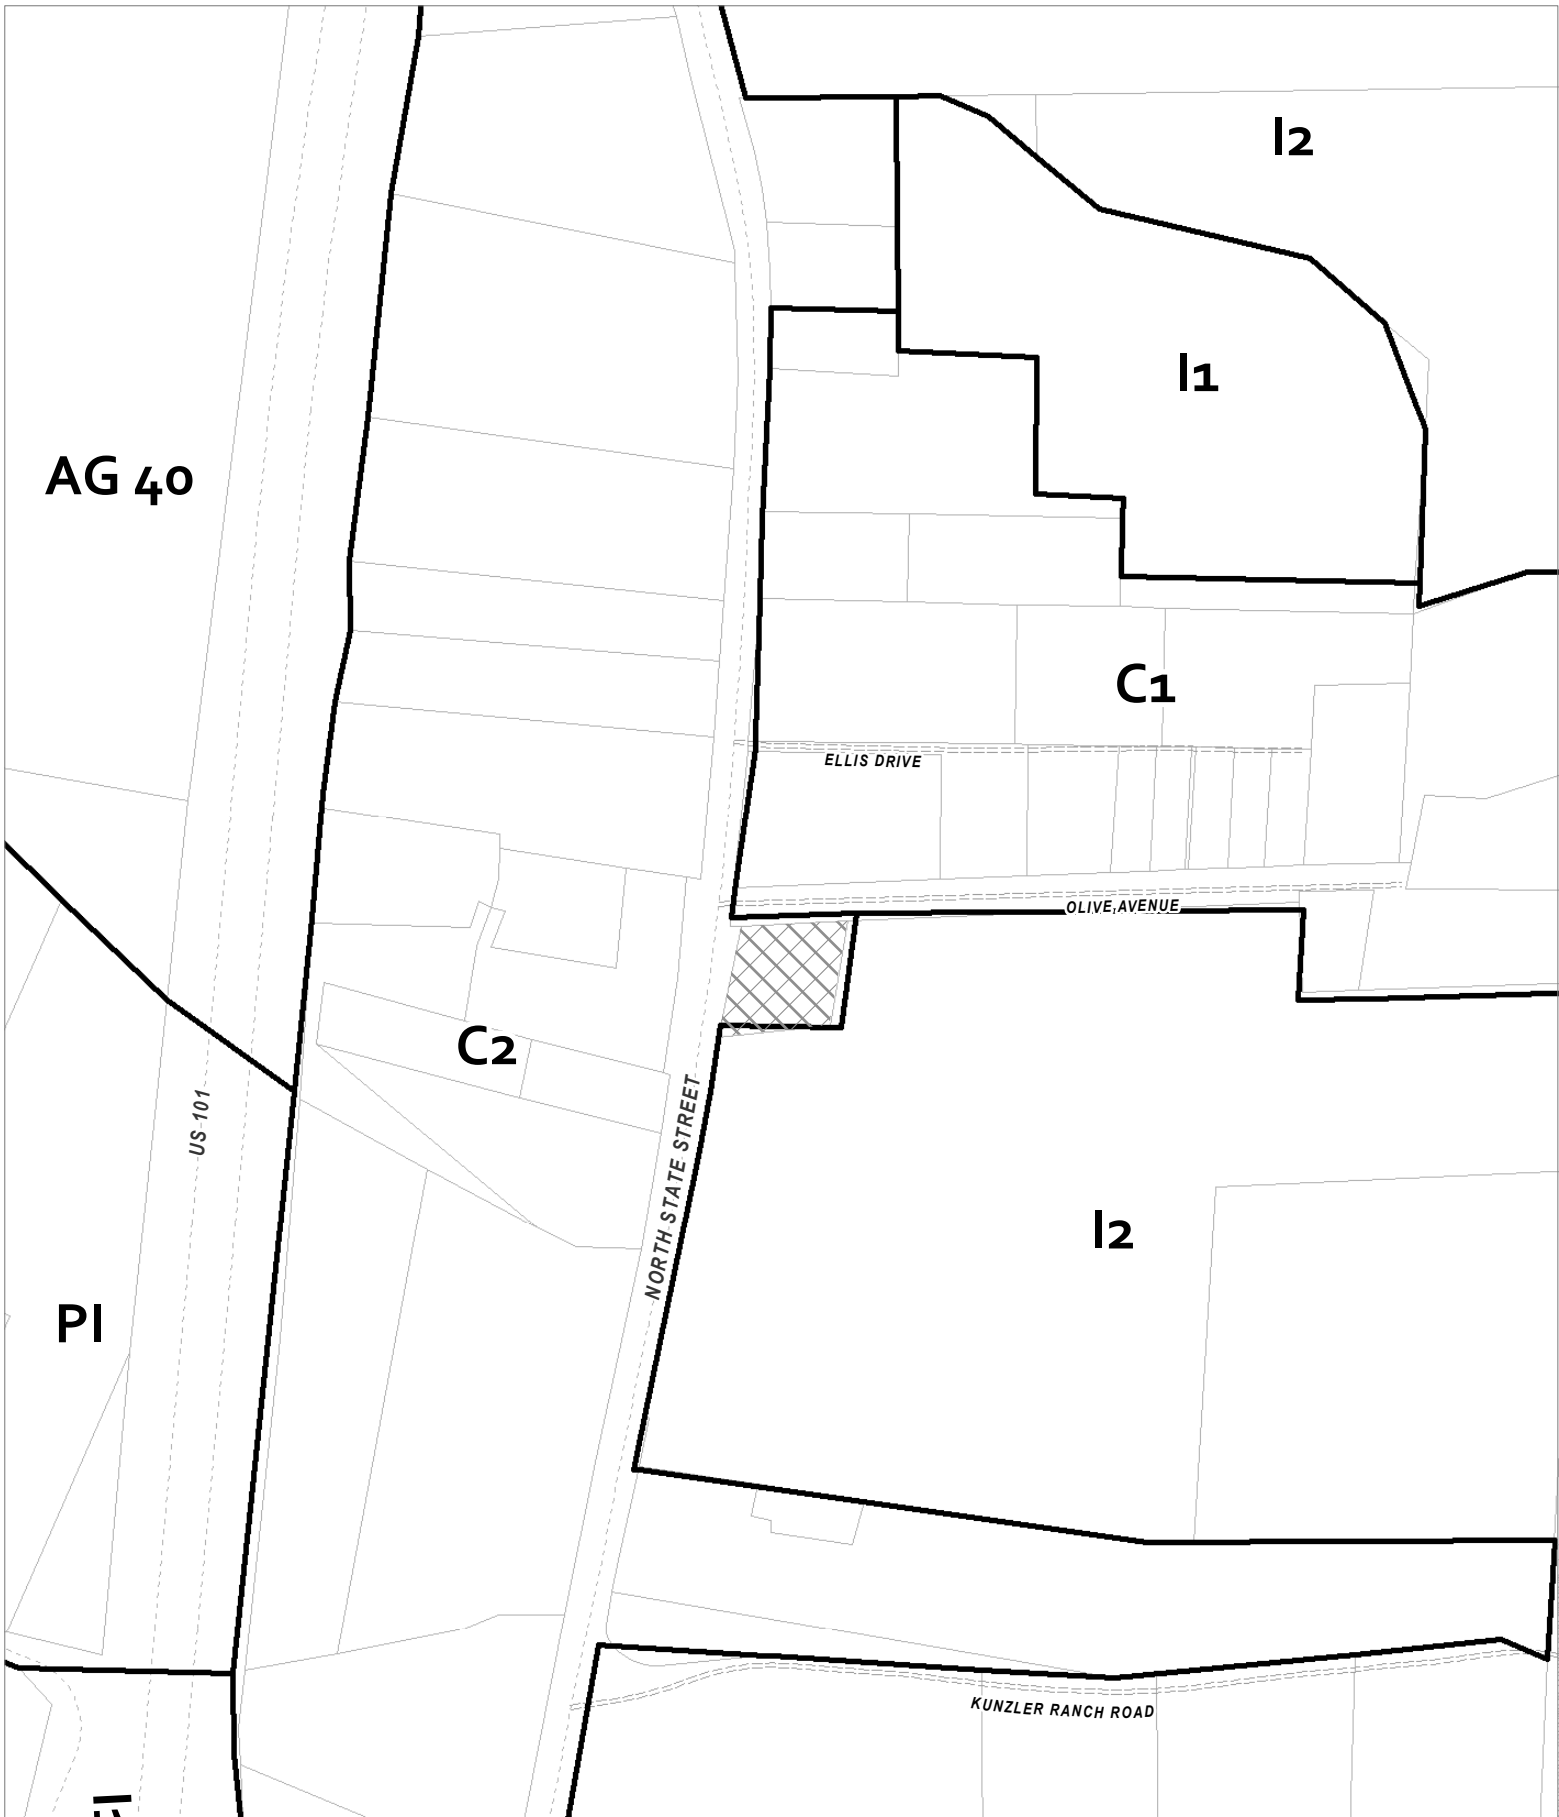 I2
I1
AG 40
C1
ELLIS DRIVE
OLIVE AVENUE
C2
US 101
NORTH STATE STREET
I2
PI
KUNZLER RANCH ROAD